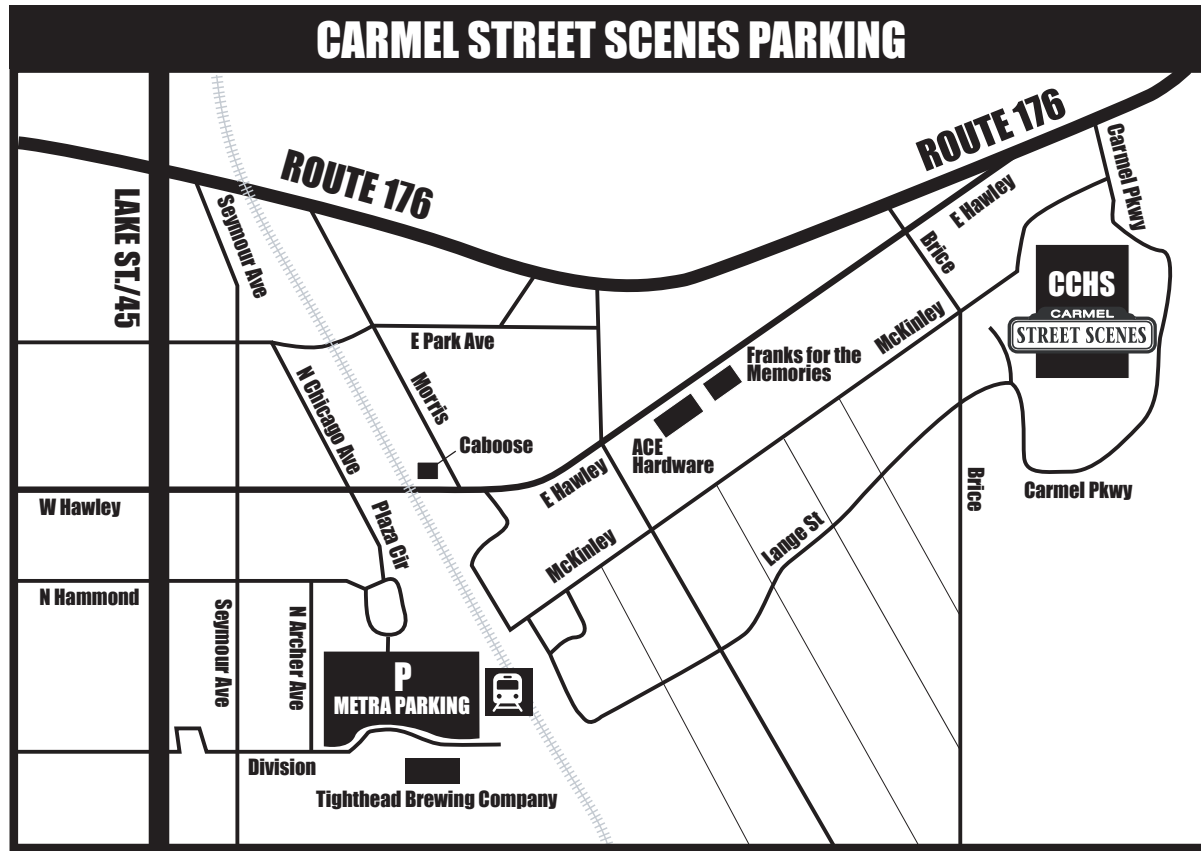 CARMEL STREET SCENES PARKING
ROUTE 176
ROUTE 176
Carmel Pkwy
LAKE ST./45
Seymour Ave
E Hawley
Brice
CCHS
CARMEL
STREET SCENES
E Park Ave
McKinley
Franks for the
Memories
N Chicago Ave
Morris
Caboose
ACE
Hardware
E Hawley
W Hawley
Plaza Cir
Brice
Carmel Pkwy
Lange St
McKinley
N Hammond
Seymour Ave
N Archer Ave
P
METRA PARKING
Division
Tighthead Brewing Company